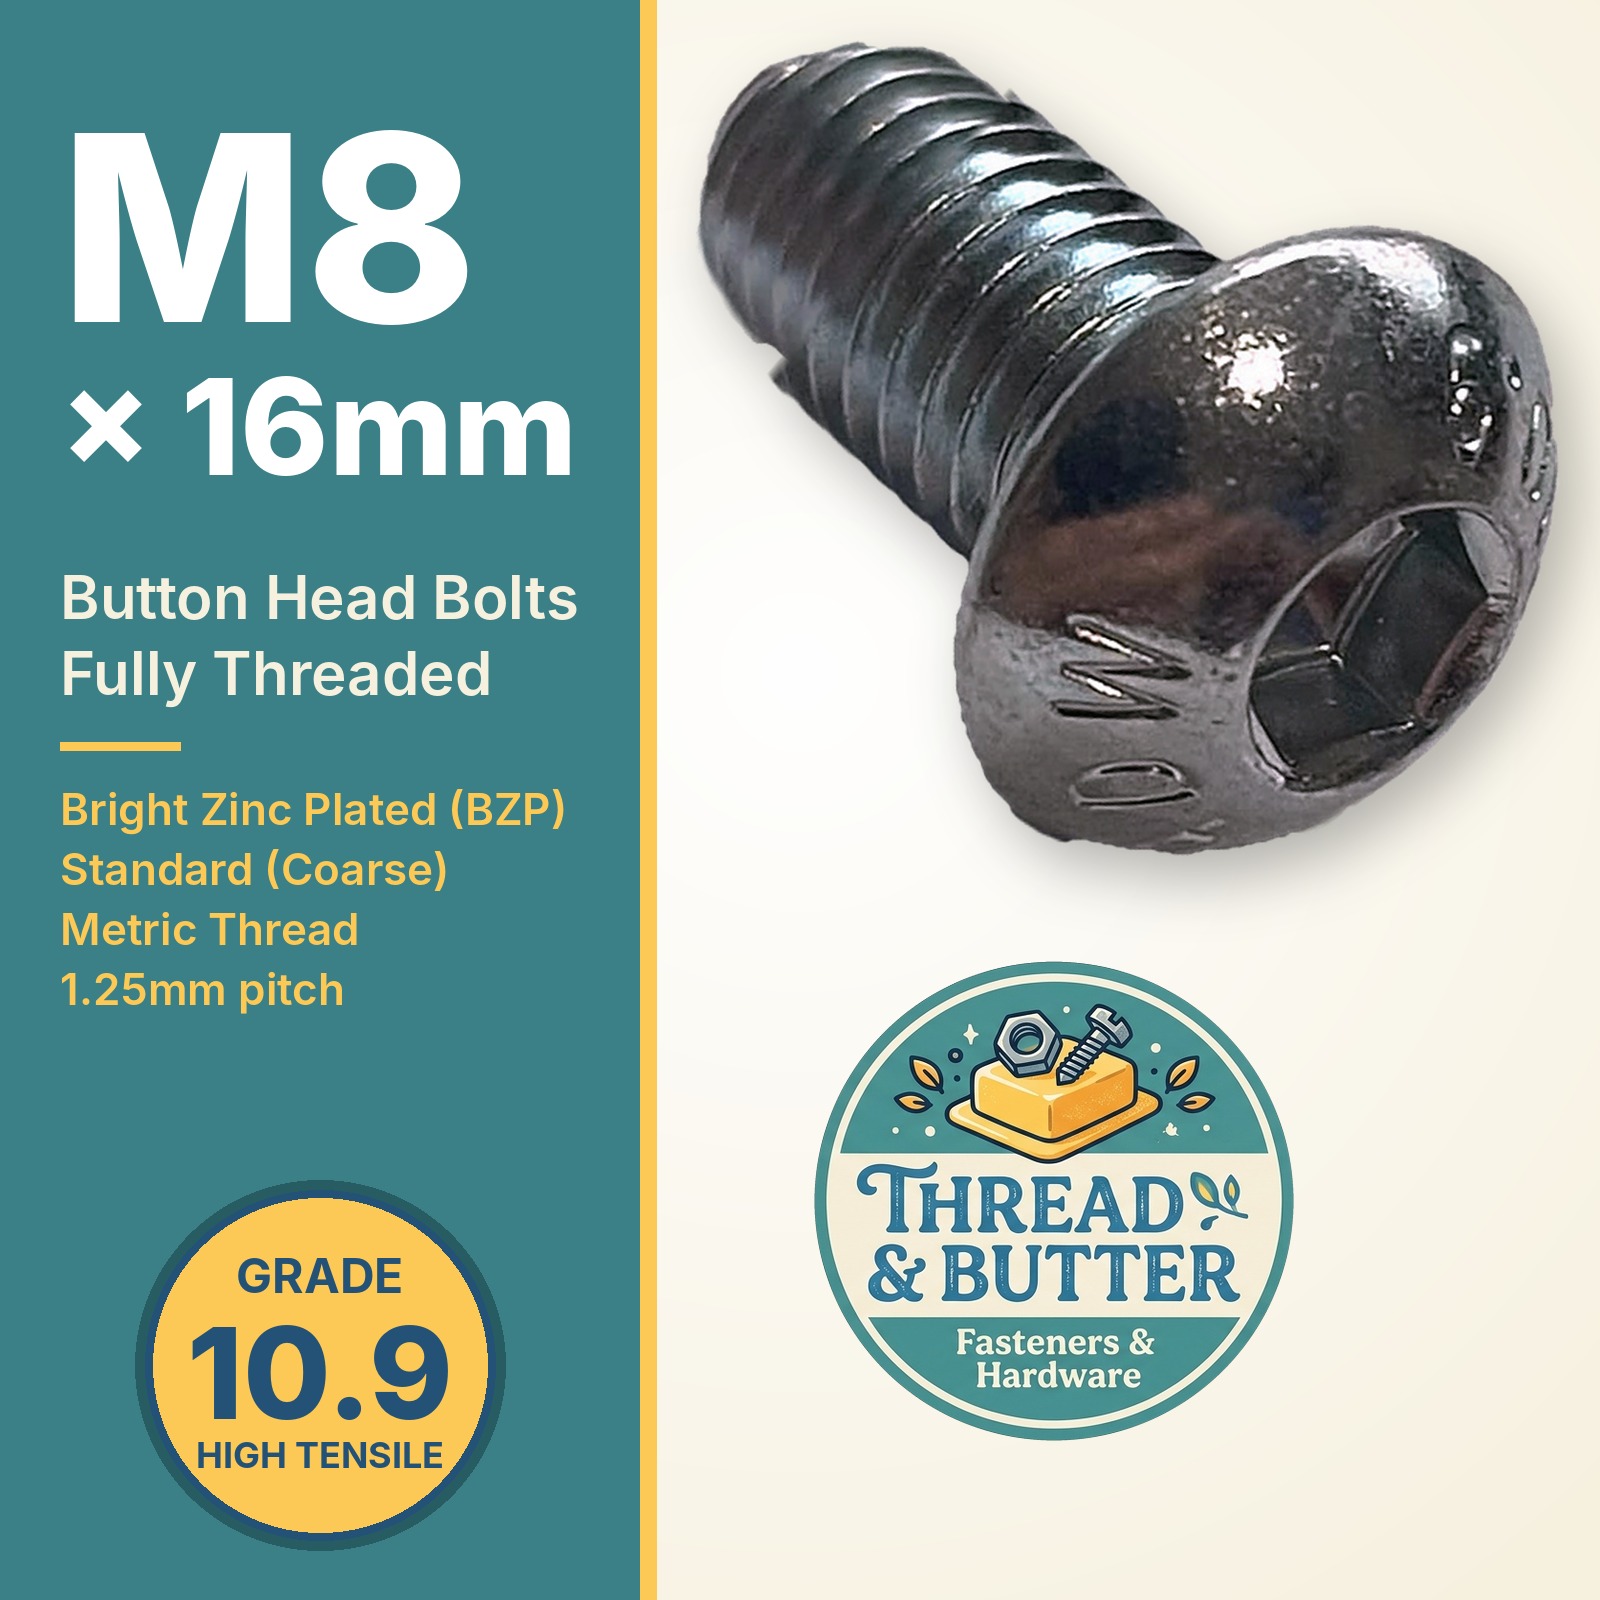 M8
× 16mm
Button Head Bolts
Fully Threaded
Bright Zinc Plated (BZP)
Standard (Coarse)
Metric Thread
1.25mm pitch
GRADE
10.9
HIGH TENSILE
THREAD
& BUTTER
Fasteners &
Hardware